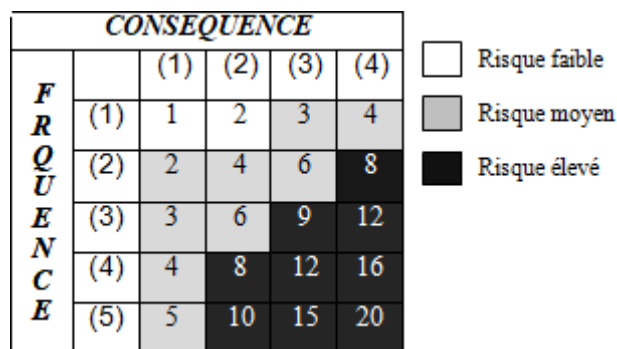 CONSEQUENCE
(1) (2) (3) (4)
(1) 1 2 3 4
(2) 2 4 6 8
(3) 3 6 9 12
(4) 4 8 12 16
(5) 5 10 15 20
F
R
Q
U
E
N
C
E
Risque faible
Risque moyen
Risque élevé